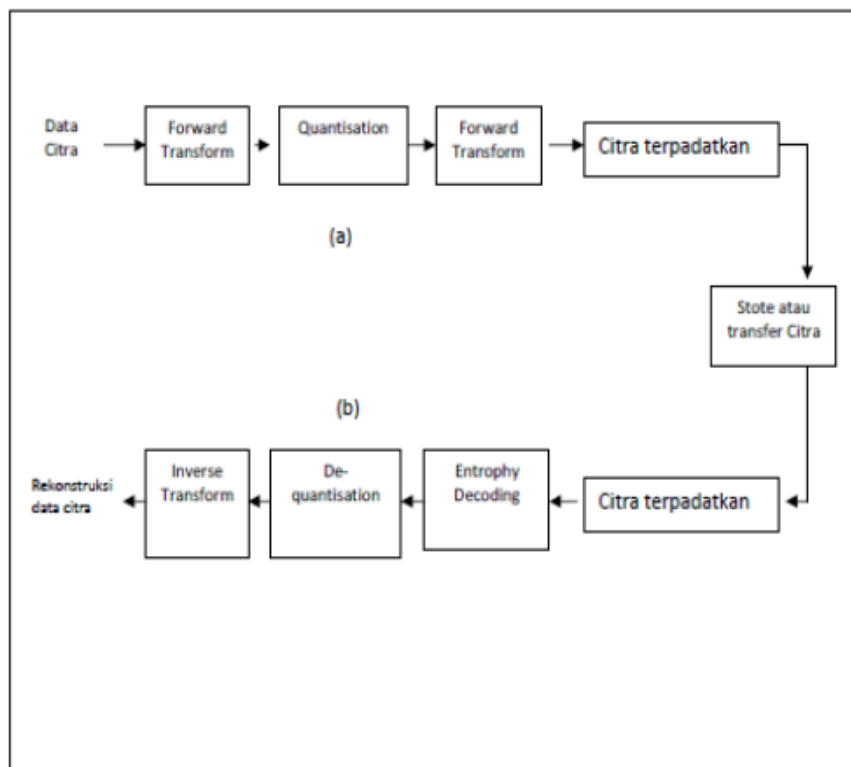 Data
Citra
Forward
Transform
Quantisation
Forward
Transform
Citra terpadatkan
(a)
Stote atau
transfer Citra
(b)
Rekonstruksi
data citra
Inverse
Transform
De-
quantisation
Entrophy
Decoding
Citra terpadatkan